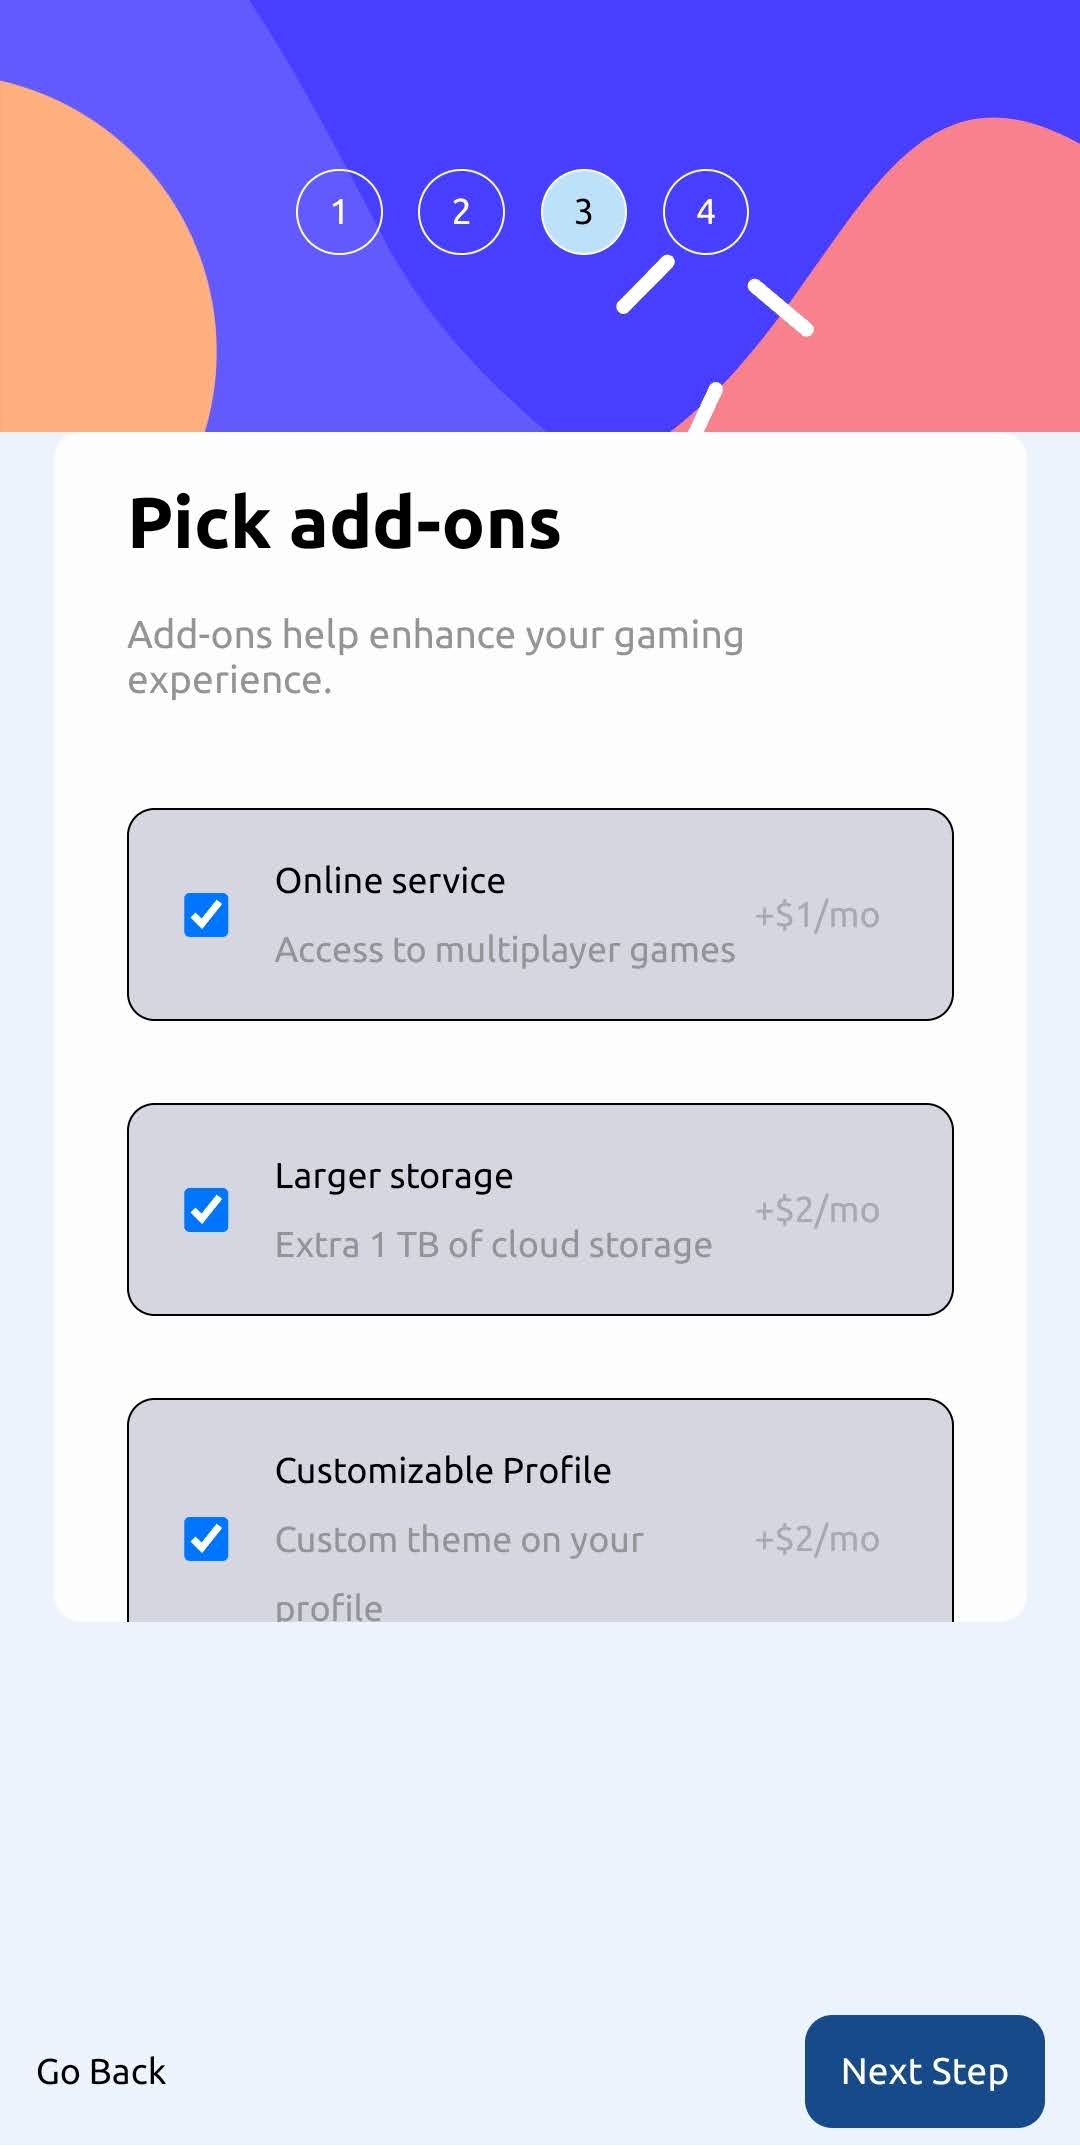 1 2 3 4
Pick add-ons
Add-ons help enhance your gaming
experience.
Online service
+$1/mo
Access to multiplayer games
Larger storage
+$2/mo
Extra 1 TB of cloud storage
Customizable Profile
Custom theme on your
+$2/mo
profile
Go Back
Next Step